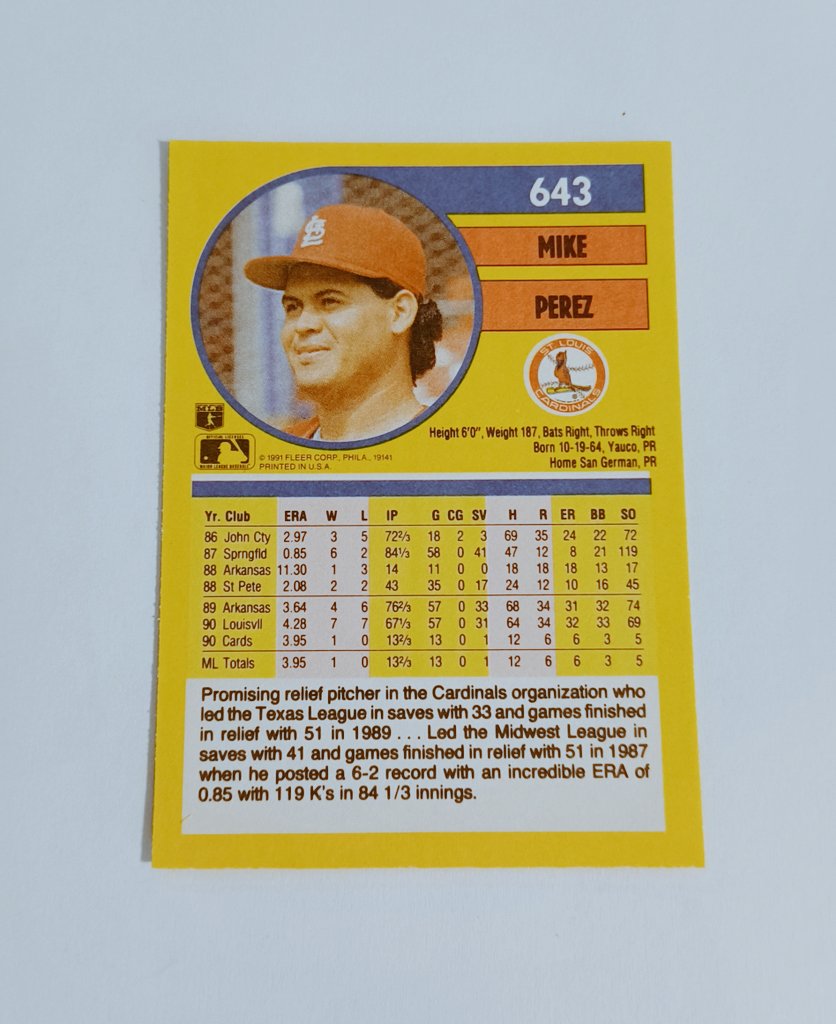 643
MIKE
PEREZ
ST. LOUIS
CARDINALS
MLB
OFFICIAL LICENSEE
MAJOR LEAGUE BASEBALL
© 1991 FLEER CORP., PHILA., 19141
PRINTED IN U.S.A.
Height 6'0", Weight 187, Bats Right, Throws Right
Born 10-19-64, Yauco, PR
Home San German, PR
Yr. Club ERA W L IP G CG SV H R ER BB SO
86 John Cty 2.97 3 5 72⅔ 18 2 3 69 35 24 22 72
87 Sprngfld 0.85 6 2 84⅓ 58 0 41 47 12 8 21 119
88 Arkansas 11.30 1 3 14 11 0 0 18 18 18 13 17
88 St Pete 2.08 2 2 43 35 0 17 24 12 10 16 45
89 Arkansas 3.64 4 6 76⅔ 57 0 33 68 34 31 32 74
90 Louisvll 4.28 7 7 67⅓ 57 0 31 64 34 32 33 69
90 Cards 3.95 1 0 13⅔ 13 0 1 12 6 6 3 5
ML Totals 3.95 1 0 13⅔ 13 0 1 12 6 6 3 5
Promising relief pitcher in the Cardinals organization who
led the Texas League in saves with 33 and games finished
in relief with 51 in 1989 . . . Led the Midwest League in
saves with 41 and games finished in relief with 51 in 1987
when he posted a 6-2 record with an incredible ERA of
0.85 with 119 K's in 84 1/3 innings.